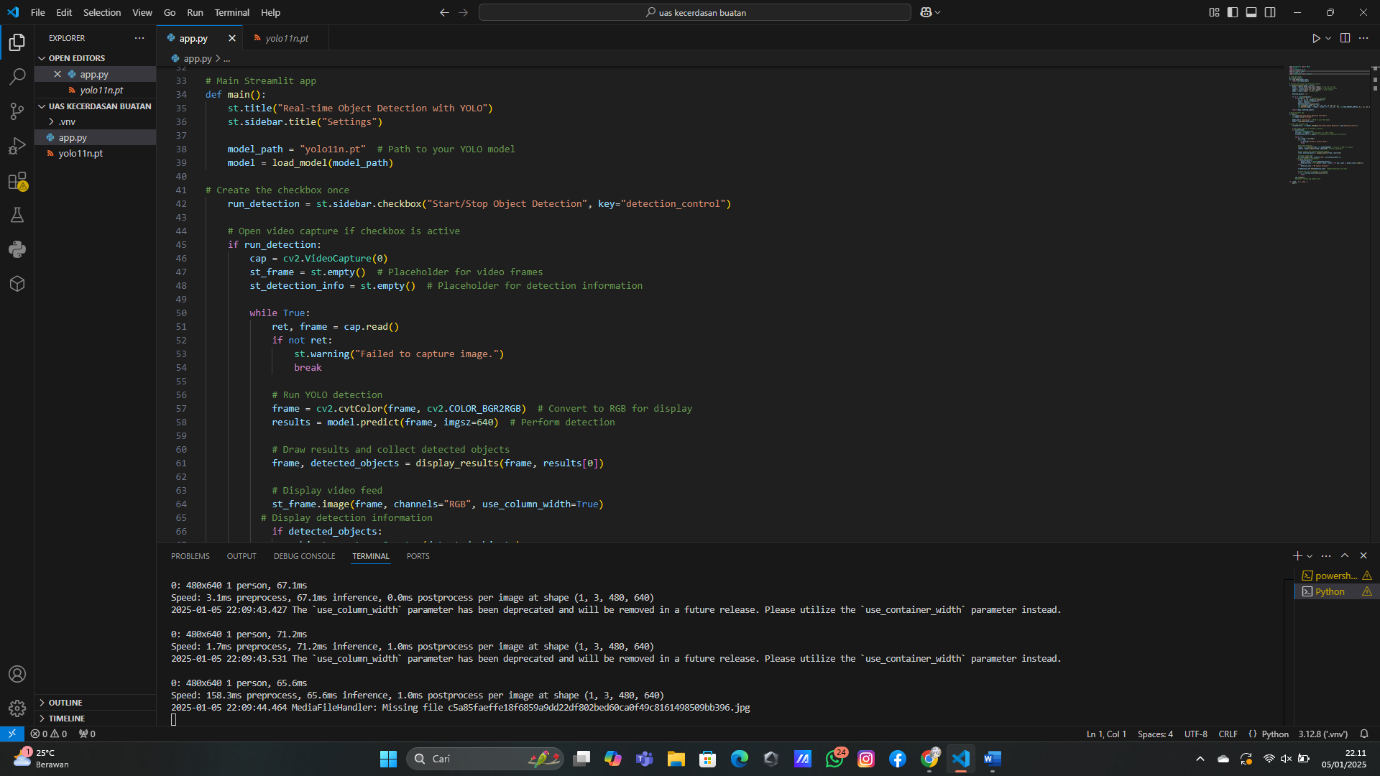 File Edit Selection View Go Run Terminal Help
uas kecerdasan buatan
EXPLORER
OPEN EDITORS
app.py
yolo11n.pt
UAS KECERDASAN BUATAN
.vnv
app.py
yolo11n.pt
OUTLINE
TIMELINE
app.py
yolo11n.pt
app.py > ...
32
33 # Main Streamlit app
34 def main():
35 st.title("Real-time Object Detection with YOLO")
36 st.sidebar.title("Settings")
37
38 model_path = "yolo11n.pt"  # Path to your YOLO model
39 model = load_model(model_path)
40
41 # Create the checkbox once
42 run_detection = st.sidebar.checkbox("Start/Stop Object Detection", key="detection_control")
43
44 # Open video capture if checkbox is active
45 if run_detection:
46 cap = cv2.VideoCapture(0)
47 st_frame = st.empty()  # Placeholder for video frames
48 st_detection_info = st.empty()  # Placeholder for detection information
49
50 while True:
51 ret, frame = cap.read()
52 if not ret:
53 st.warning("Failed to capture image.")
54 break
55
56 # Run YOLO detection
57 frame = cv2.cvtColor(frame, cv2.COLOR_BGR2RGB)  # Convert to RGB for display
58 results = model.predict(frame, imgsz=640)  # Perform detection
59
60 # Draw results and collect detected objects
61 frame, detected_objects = display_results(frame, results[0])
62
63 # Display video feed
64 st_frame.image(frame, channels="RGB", use_column_width=True)
65 # Display detection information
66 if detected_objects:
PROBLEMS OUTPUT DEBUG CONSOLE TERMINAL PORTS
0: 480x640 1 person, 67.1ms
Speed: 3.1ms preprocess, 67.1ms inference, 0.0ms postprocess per image at shape (1, 3, 480, 640)
2025-01-05 22:09:43.427 The `use_column_width` parameter has been deprecated and will be removed in a future release. Please utilize the `use_container_width` parameter instead.
0: 480x640 1 person, 71.2ms
Speed: 1.7ms preprocess, 71.2ms inference, 1.0ms postprocess per image at shape (1, 3, 480, 640)
2025-01-05 22:09:43.531 The `use_column_width` parameter has been deprecated and will be removed in a future release. Please utilize the `use_container_width` parameter instead.
0: 480x640 1 person, 65.6ms
Speed: 158.3ms preprocess, 65.6ms inference, 1.0ms postprocess per image at shape (1, 3, 480, 640)
2025-01-05 22:09:44.464 MediaFileHandler: Missing file c5a85faeffe18f6859a9dd22df802bed60ca0f49c8161498509bb396.jpg
powersh...
Python
0 0 0
Ln 1, Col 1 Spaces: 4 UTF-8 CRLF {} Python 3.12.8 ('.vnv')
1
25°C
Berawan
Cari
24
22.11
05/01/2025